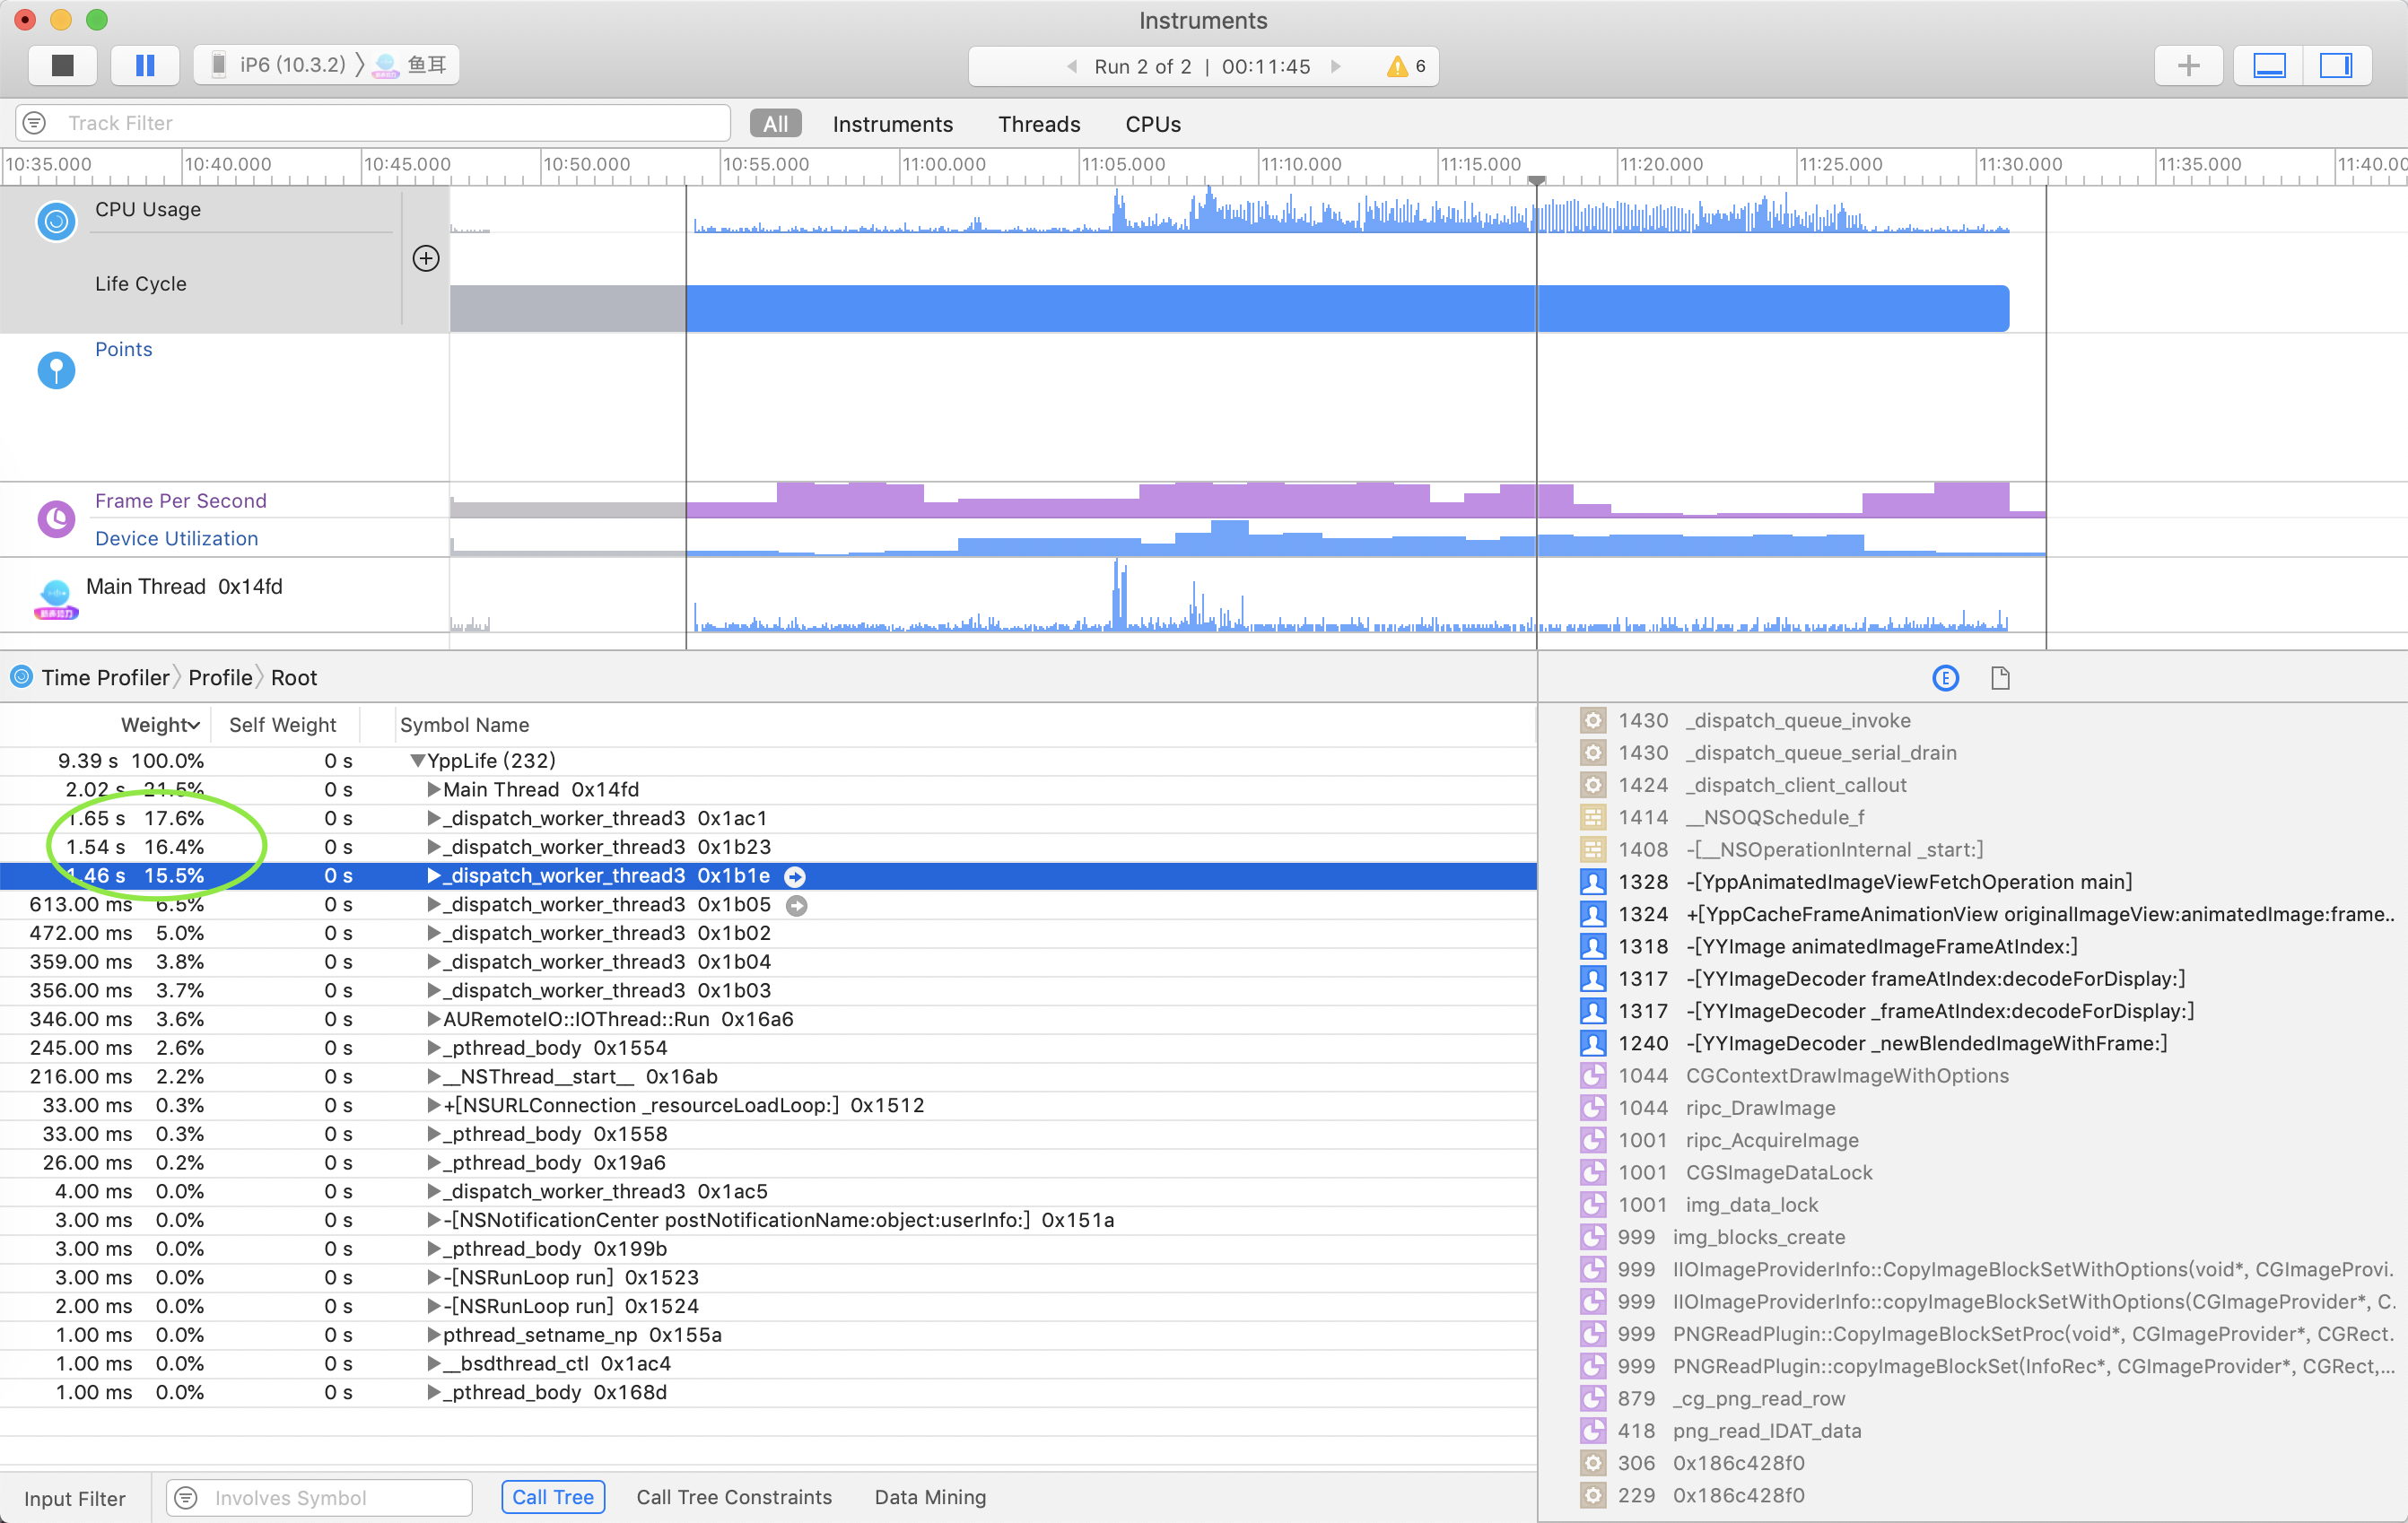 Instruments
iP6 (10.3.2) 〉 鱼耳
Run 2 of 2 | 00:11:45
6
Track Filter
All Instruments Threads CPUs
10:35.000 10:40.000 10:45.000 10:50.000 10:55.000 11:00.000 11:05.000 11:10.000 11:15.000 11:20.000 11:25.000 11:30.000 11:35.000 11:40.00
CPU Usage
Life Cycle
Points
Frame Per Second
Device Utilization
Main Thread 0x14fd
Time Profiler 〉 Profile 〉 Root
E
Weight Self Weight Symbol Name
9.39 s 100.0% 0 s YppLife (232)
2.02 s 21.5% 0 s Main Thread 0x14fd
1.65 s 17.6% 0 s _dispatch_worker_thread3 0x1ac1
1.54 s 16.4% 0 s _dispatch_worker_thread3 0x1b23
1.46 s 15.5% 0 s _dispatch_worker_thread3 0x1b1e
613.00 ms 6.5% 0 s _dispatch_worker_thread3 0x1b05
472.00 ms 5.0% 0 s _dispatch_worker_thread3 0x1b02
359.00 ms 3.8% 0 s _dispatch_worker_thread3 0x1b04
356.00 ms 3.7% 0 s _dispatch_worker_thread3 0x1b03
346.00 ms 3.6% 0 s AURemoteIO::IOThread::Run 0x16a6
245.00 ms 2.6% 0 s _pthread_body 0x1554
216.00 ms 2.2% 0 s __NSThread__start__ 0x16ab
33.00 ms 0.3% 0 s +[NSURLConnection _resourceLoadLoop:] 0x1512
33.00 ms 0.3% 0 s _pthread_body 0x1558
26.00 ms 0.2% 0 s _pthread_body 0x19a6
4.00 ms 0.0% 0 s _dispatch_worker_thread3 0x1ac5
3.00 ms 0.0% 0 s -[NSNotificationCenter postNotificationName:object:userInfo:] 0x151a
3.00 ms 0.0% 0 s _pthread_body 0x199b
3.00 ms 0.0% 0 s -[NSRunLoop run] 0x1523
2.00 ms 0.0% 0 s -[NSRunLoop run] 0x1524
1.00 ms 0.0% 0 s pthread_setname_np 0x155a
1.00 ms 0.0% 0 s __bsdthread_ctl 0x1ac4
1.00 ms 0.0% 0 s _pthread_body 0x168d
1430 _dispatch_queue_invoke
1430 _dispatch_queue_serial_drain
1424 _dispatch_client_callout
1414 __NSOQSchedule_f
1408 -[__NSOperationInternal _start:]
1328 -[YppAnimatedImageViewFetchOperation main]
1324 +[YppCacheFrameAnimationView originalImageView:animatedImage:frame..
1318 -[YYImage animatedImageFrameAtIndex:]
1317 -[YYImageDecoder frameAtIndex:decodeForDisplay:]
1317 -[YYImageDecoder _frameAtIndex:decodeForDisplay:]
1240 -[YYImageDecoder _newBlendedImageWithFrame:]
1044 CGContextDrawImageWithOptions
1044 ripc_DrawImage
1001 ripc_AcquireImage
1001 CGSImageDataLock
1001 img_data_lock
999 img_blocks_create
999 IIOImageProviderInfo::CopyImageBlockSetWithOptions(void*, CGImageProvi.
999 IIOImageProviderInfo::copyImageBlockSetWithOptions(CGImageProvider*, C.
999 PNGReadPlugin::CopyImageBlockSetProc(void*, CGImageProvider*, CGRect.
999 PNGReadPlugin::copyImageBlockSet(InfoRec*, CGImageProvider*, CGRect,...
879 _cg_png_read_row
418 png_read_IDAT_data
306 0x186c428f0
229 0x186c428f0
Input Filter Involves Symbol Call Tree Call Tree Constraints Data Mining